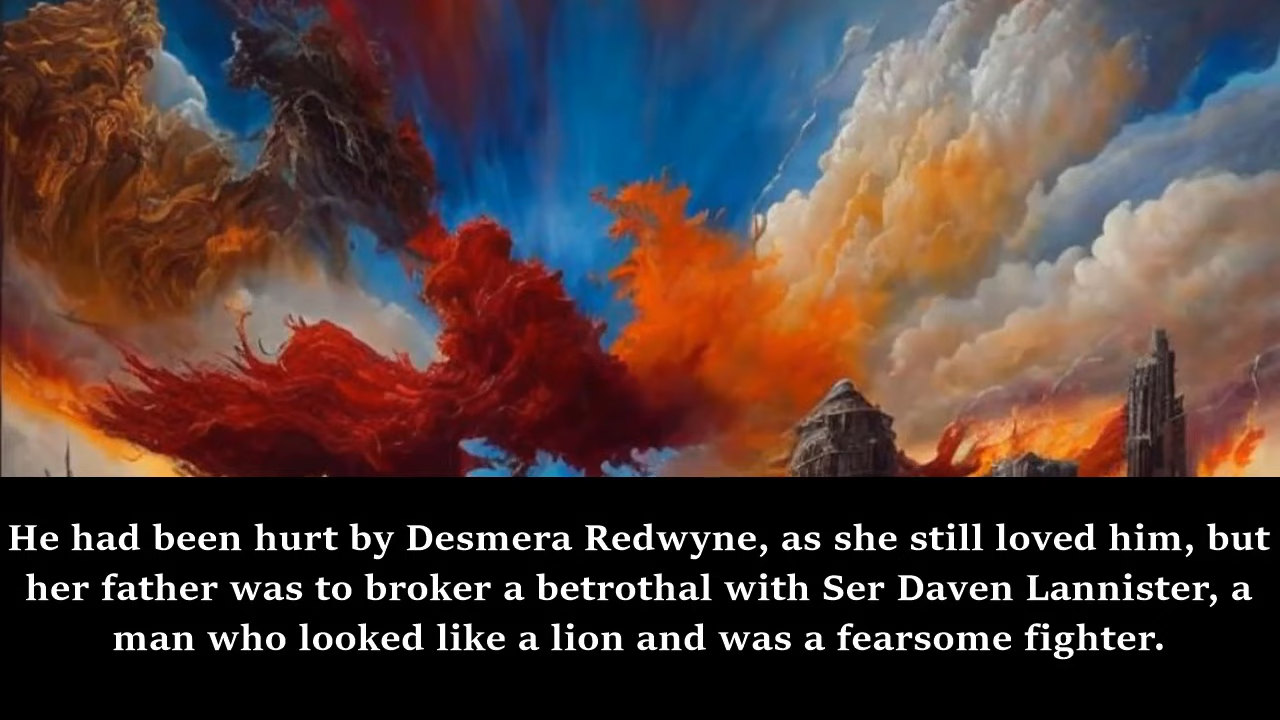 He had been hurt by Desmera Redwyne, as she still loved him, but
her father was to broker a betrothal with Ser Daven Lannister, a
man who looked like a lion and was a fearsome fighter.